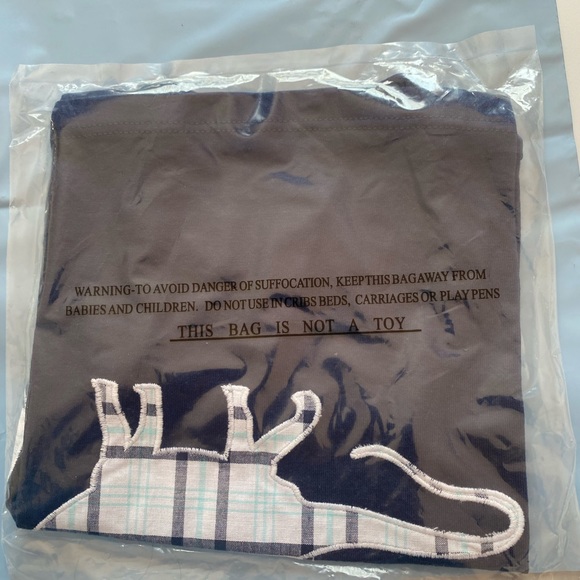 WARNING-TO AVOID DANGER OF SUFFOCATION, KEEP THIS BAG AWAY FROM
BABIES AND CHILDREN. DO NOT USE IN CRIBS BEDS, CARRIAGES OR PLAY PENS
THIS BAG IS NOT A TOY